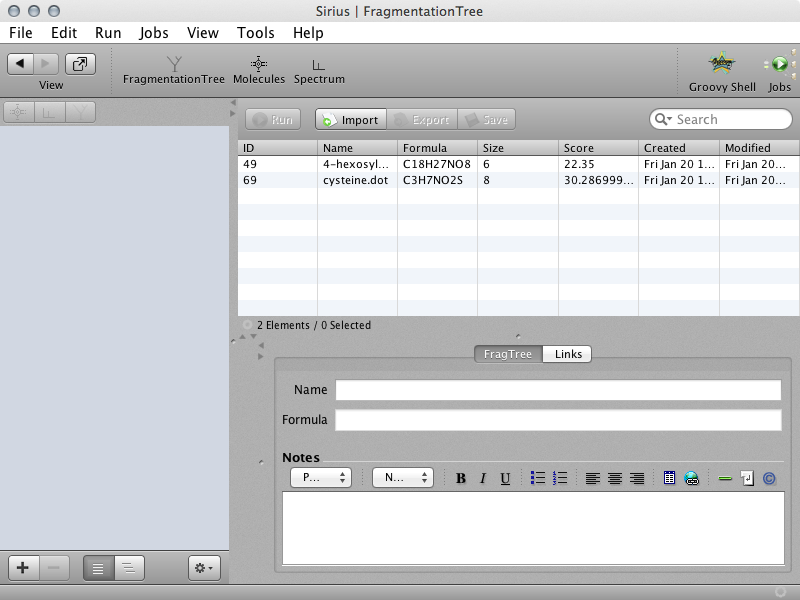 Sirius | FragmentationTree
File Edit Run Jobs View Tools Help
View FragmentationTree Molecules Spectrum Groovy Shell Jobs
Run Import Export Save Search
ID Name Formula Size Score Created Modified
49 4-hexosyl... C18H27NO8 6 22.35 Fri Jan 20 1... Fri Jan 20...
69 cysteine.dot C3H7NO2S 8 30.286999... Fri Jan 20 1... Fri Jan 20...
2 Elements / 0 Selected
FragTree Links
Name
Formula
Notes
P... N... B I U ©